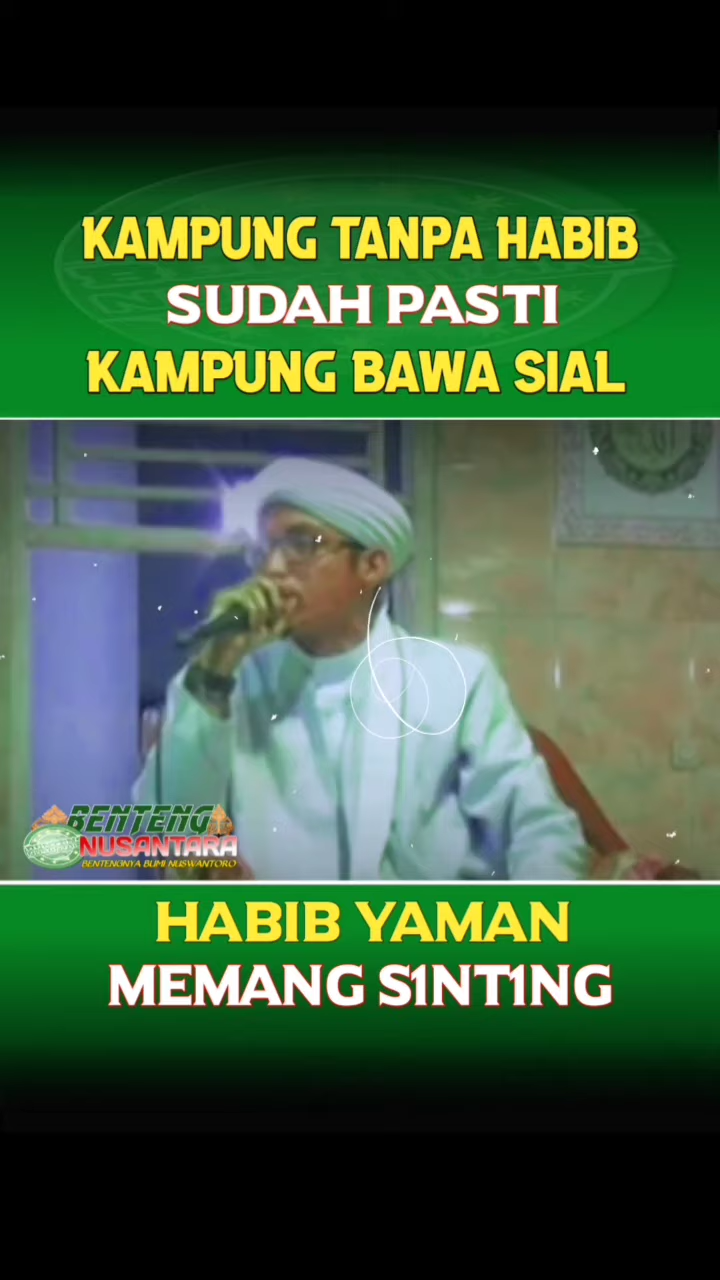 KAMPUNG TANPA HABIB
SUDAH PASTI
KAMPUNG BAWA SIAL
BENTENG
NUSANTARA
BENTENGNYA BUMI NUSWANTORO
HABIB YAMAN
MEMANG S1NT1NG